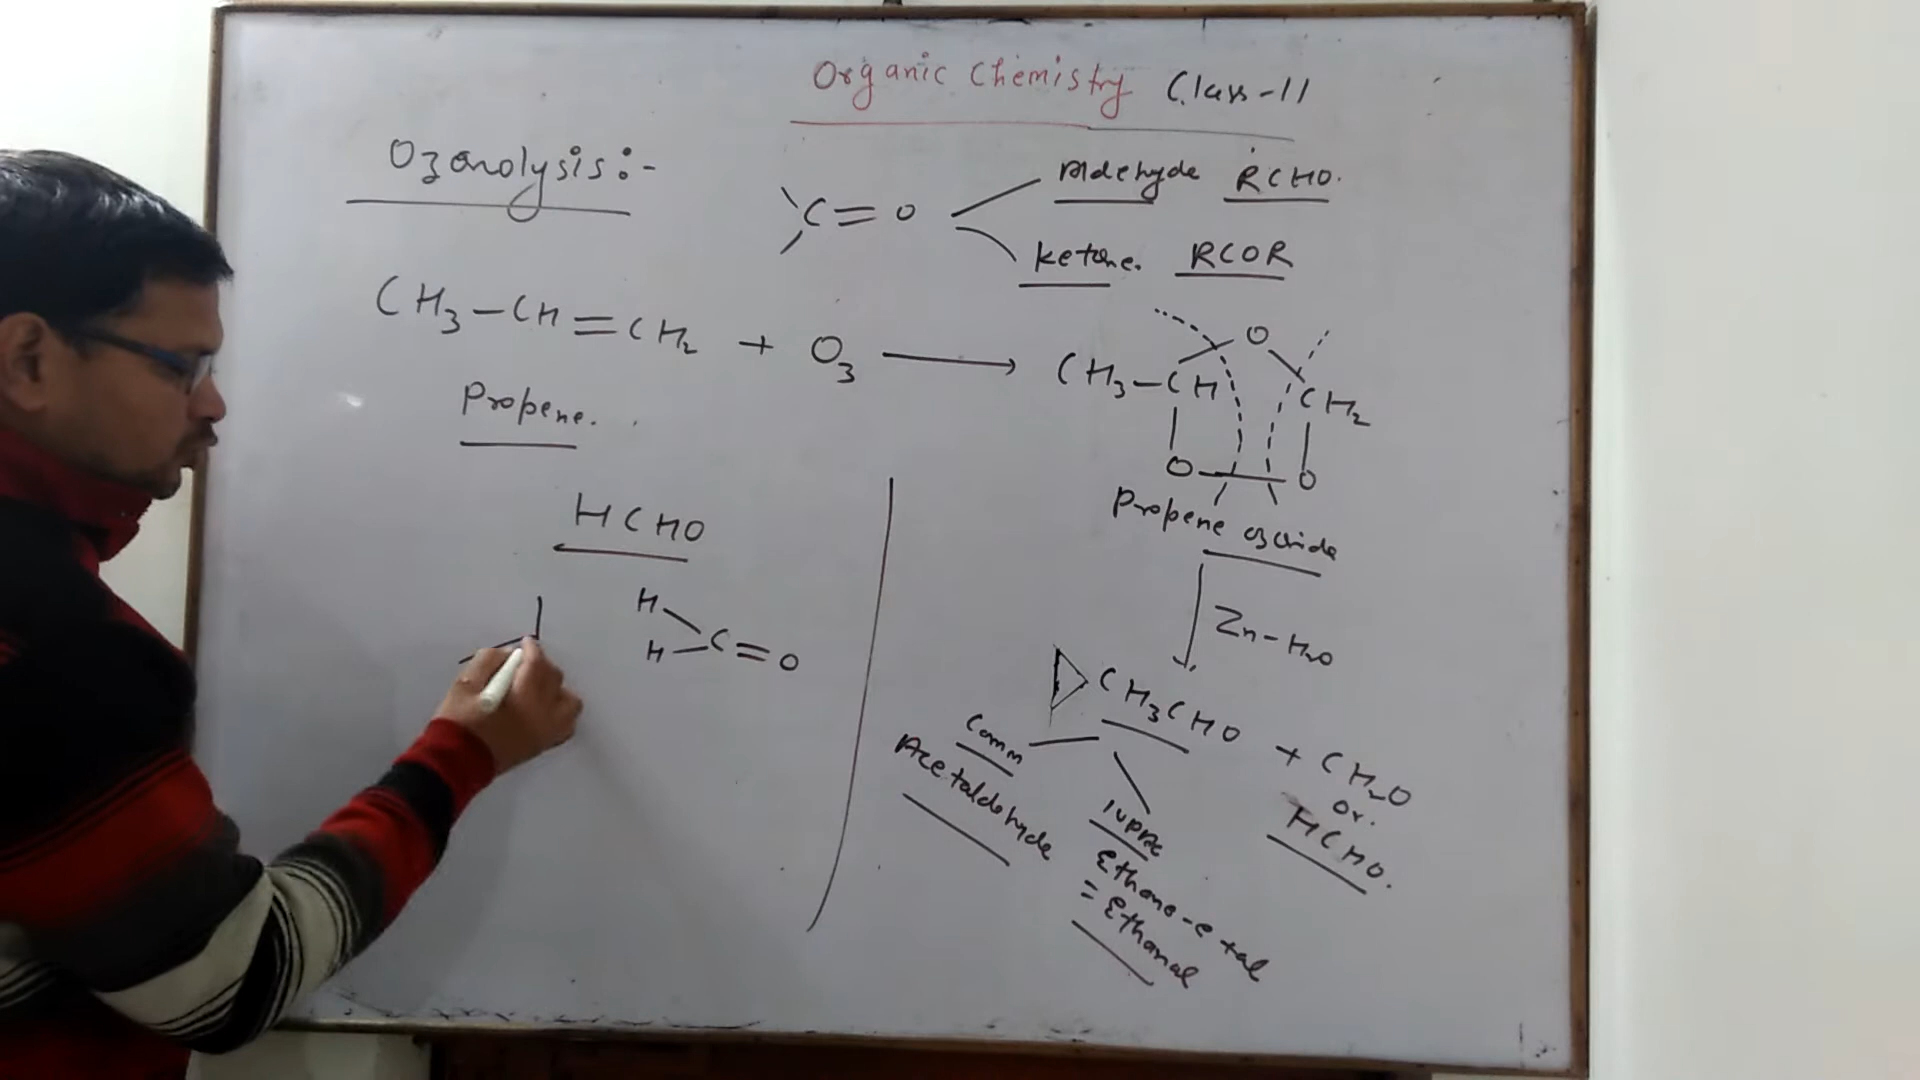 Organic Chemistry Class-11
Ozonolysis:-
C=O
Aldehyde RCHO.
Ketone. RCOR
CH3-CH=CH2 + O3 ⟶
Propene.
O
CH3-CH CH2
O-O
Propene ozonide
Zn-H2O
CH3CHO + CH2O
or.
HCHO.
Comm
Acetaldehyde
IUPAC
Ethane-e+al
= Ethanal
HCHO
H
H C=O